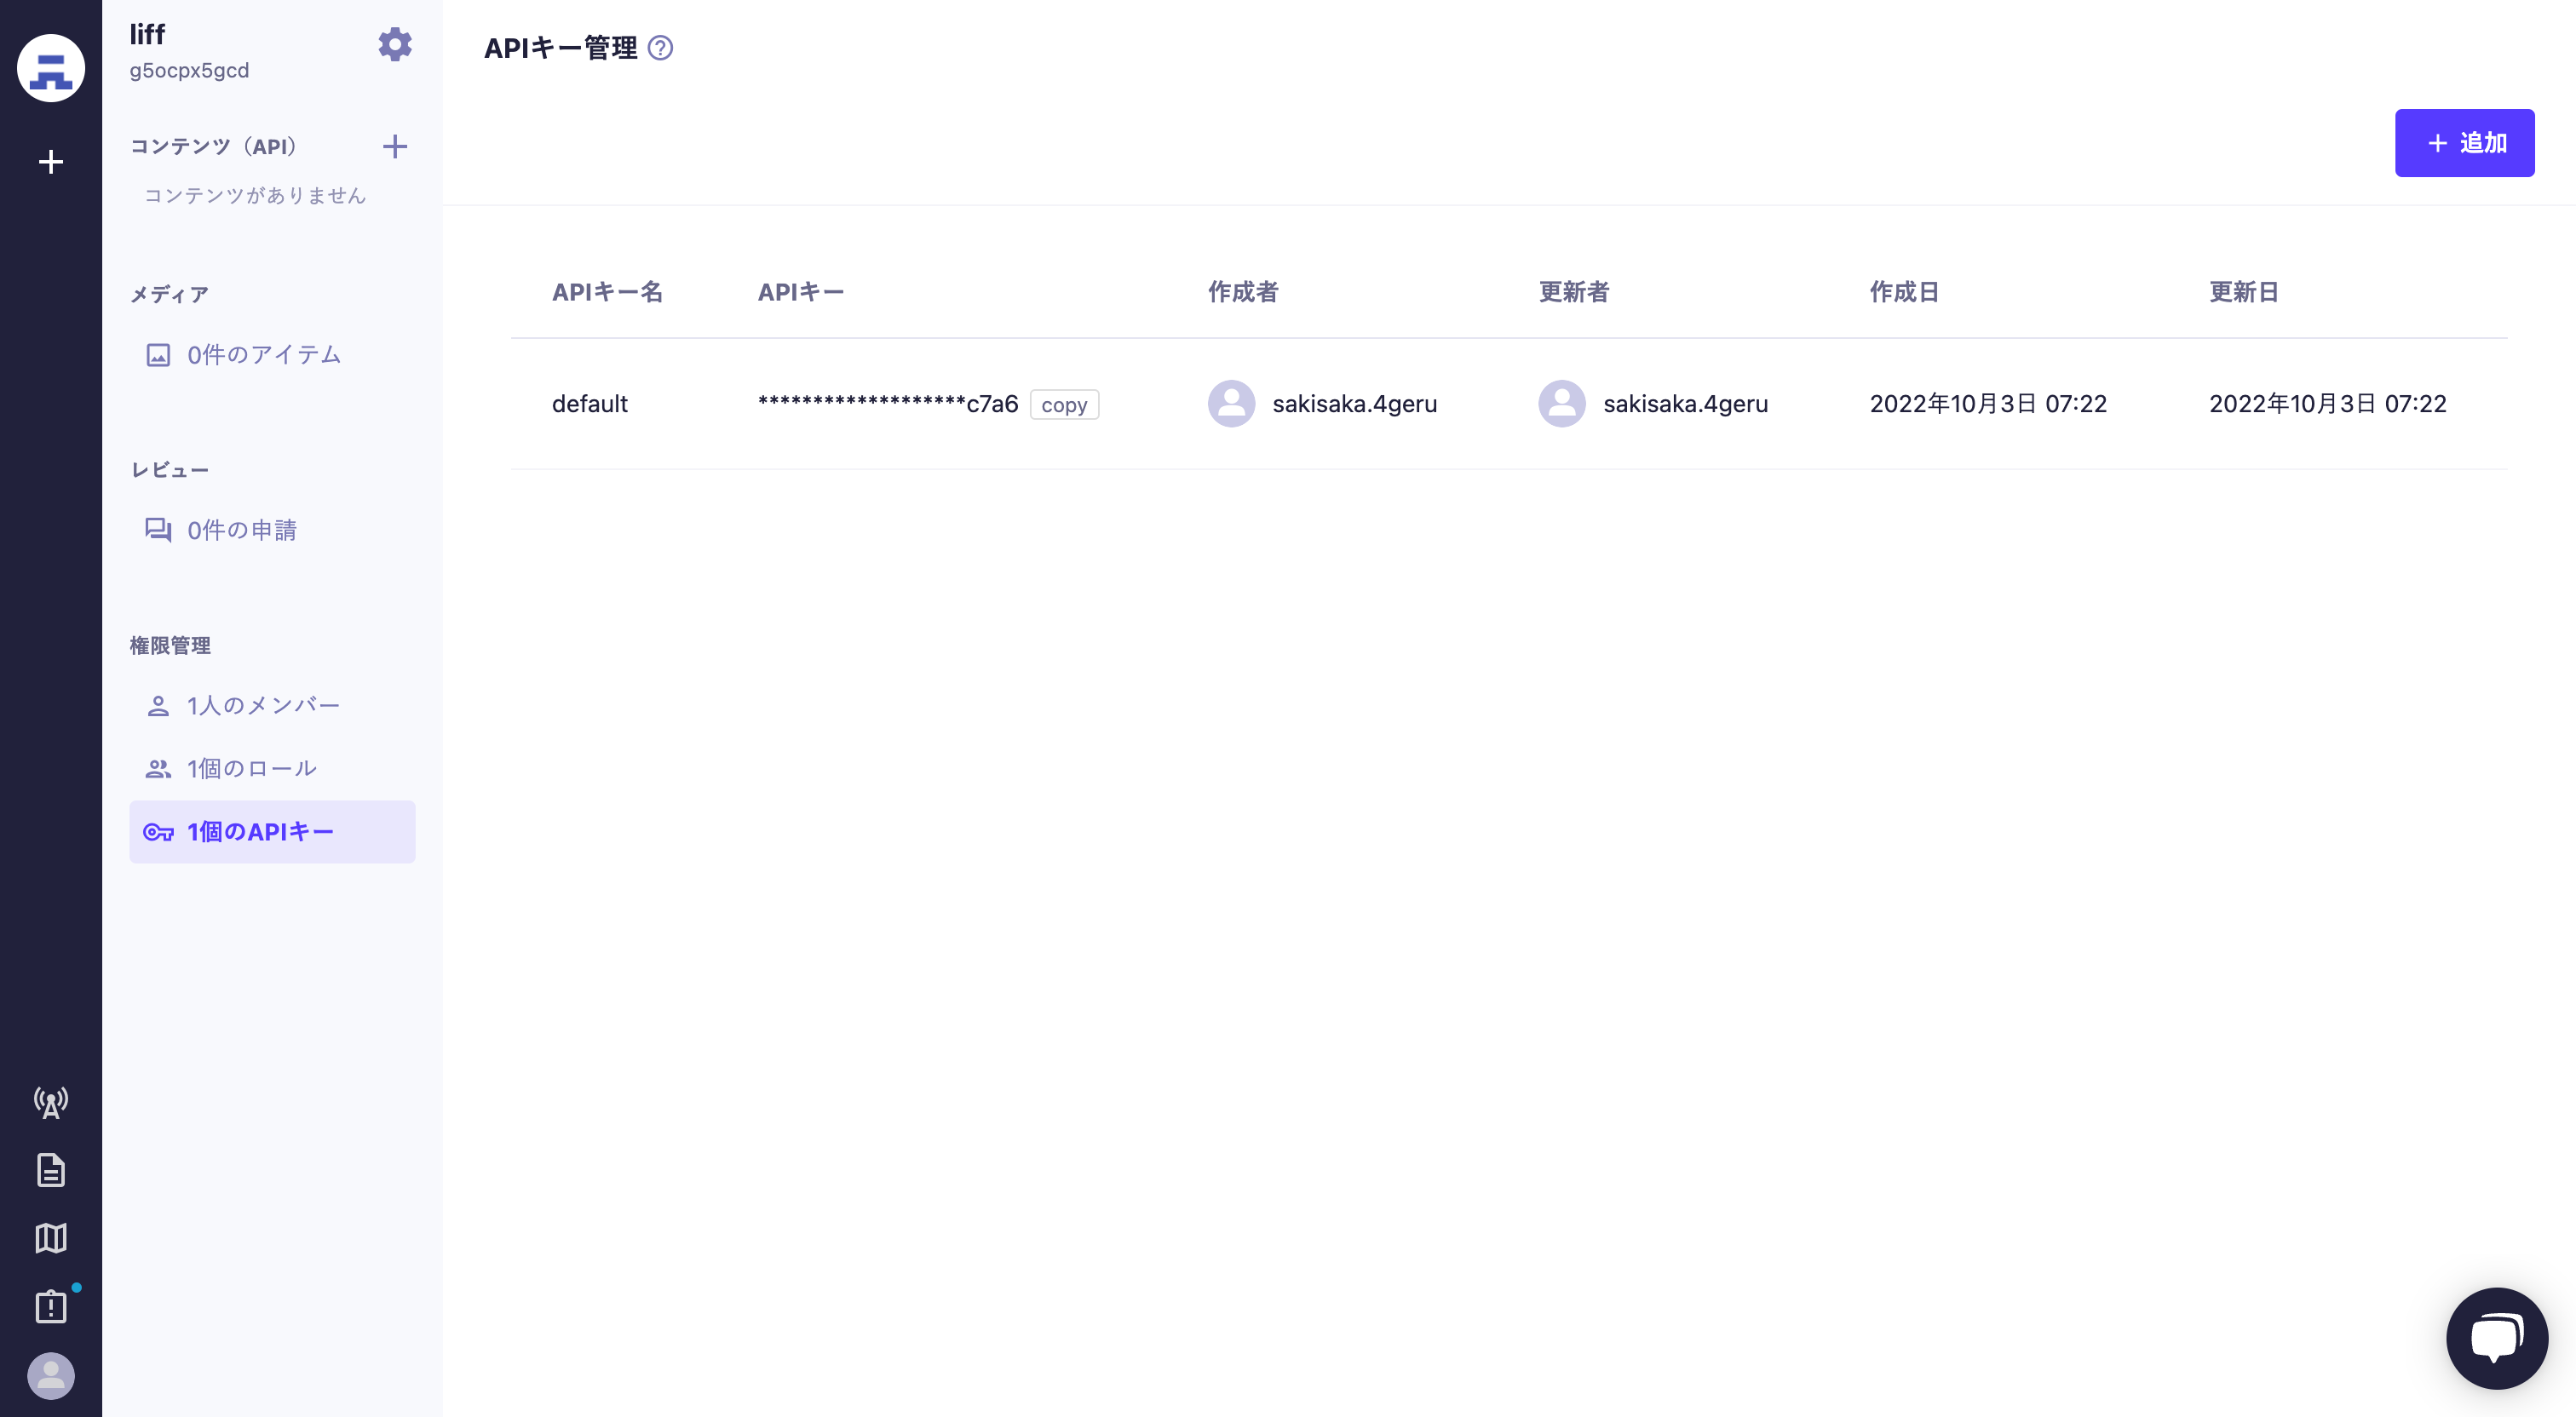 liff
g5ocpx5gcd
コンテンツ（API）
コンテンツがありません
メディア
0件のアイテム
レビュー
0件の申請
権限管理
1人のメンバー
1個のロール
1個のAPIキー
APIキー管理
追加
APIキー名 APIキー 作成者 更新者 作成日 更新日
default *******************c7a6 copy sakisaka.4geru sakisaka.4geru 2022年10月3日 07:22 2022年10月3日 07:22